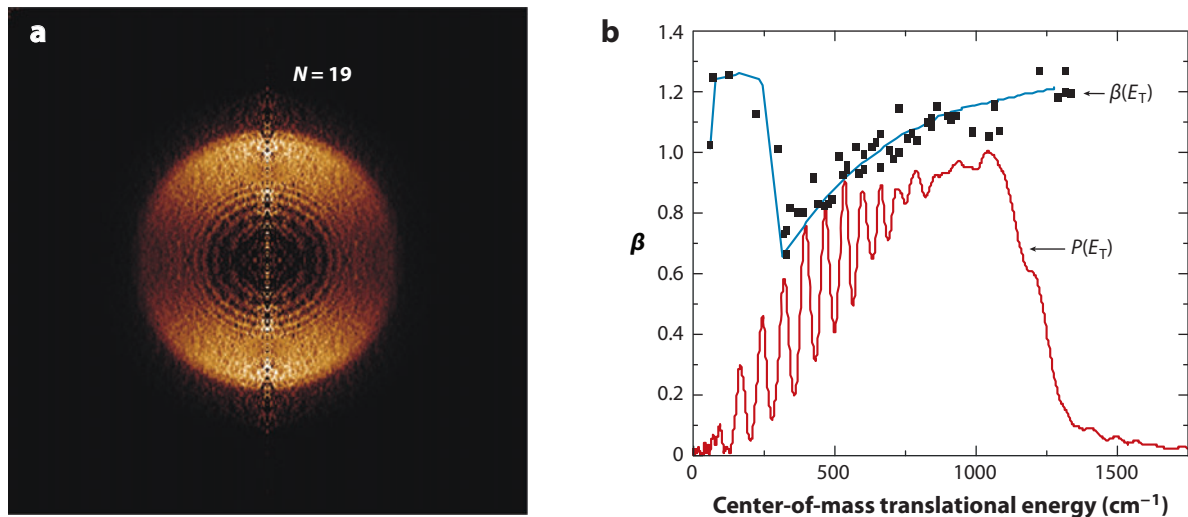 a
N = 19
b
1.4
1.2
1.0
0.8
0.6
0.4
0.2
0
β
β(E_T)
P(E_T)
0
500
1000
1500
Center-of-mass translational energy (cm⁻¹)